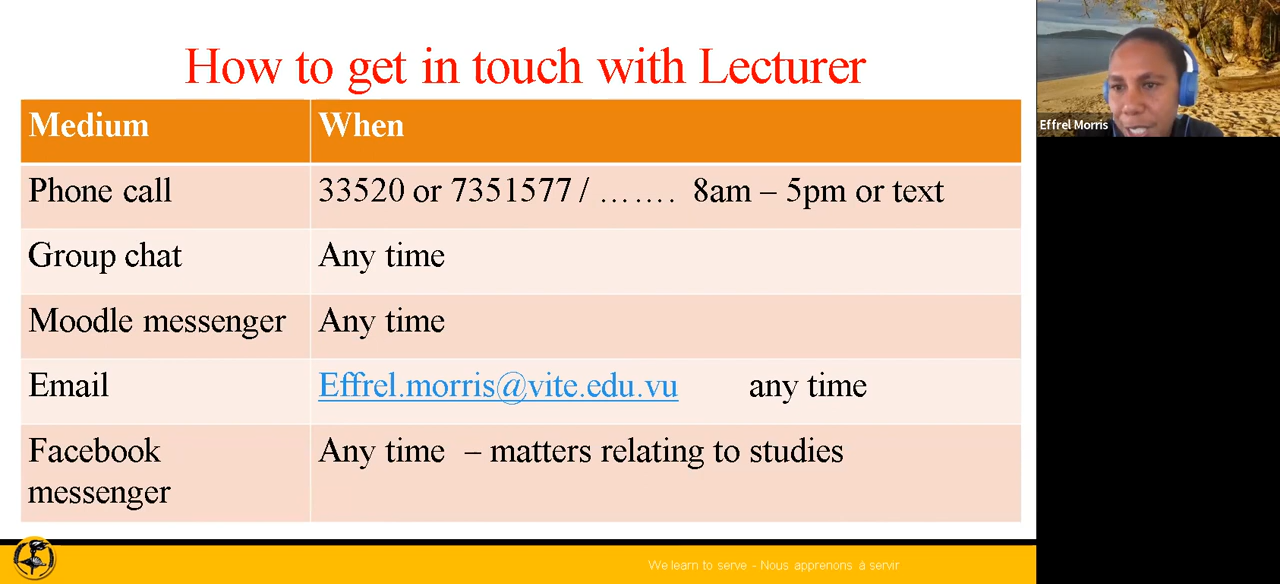 How to get in touch with Lecturer
Medium When
Phone call 33520 or 7351577 / ……. 8am – 5pm or text
Group chat Any time
Moodle messenger Any time
Email Effrel.morris@vite.edu.vu any time
Facebook messenger Any time – matters relating to studies
We learn to serve - Nous apprenons à servir
Effrel Morris